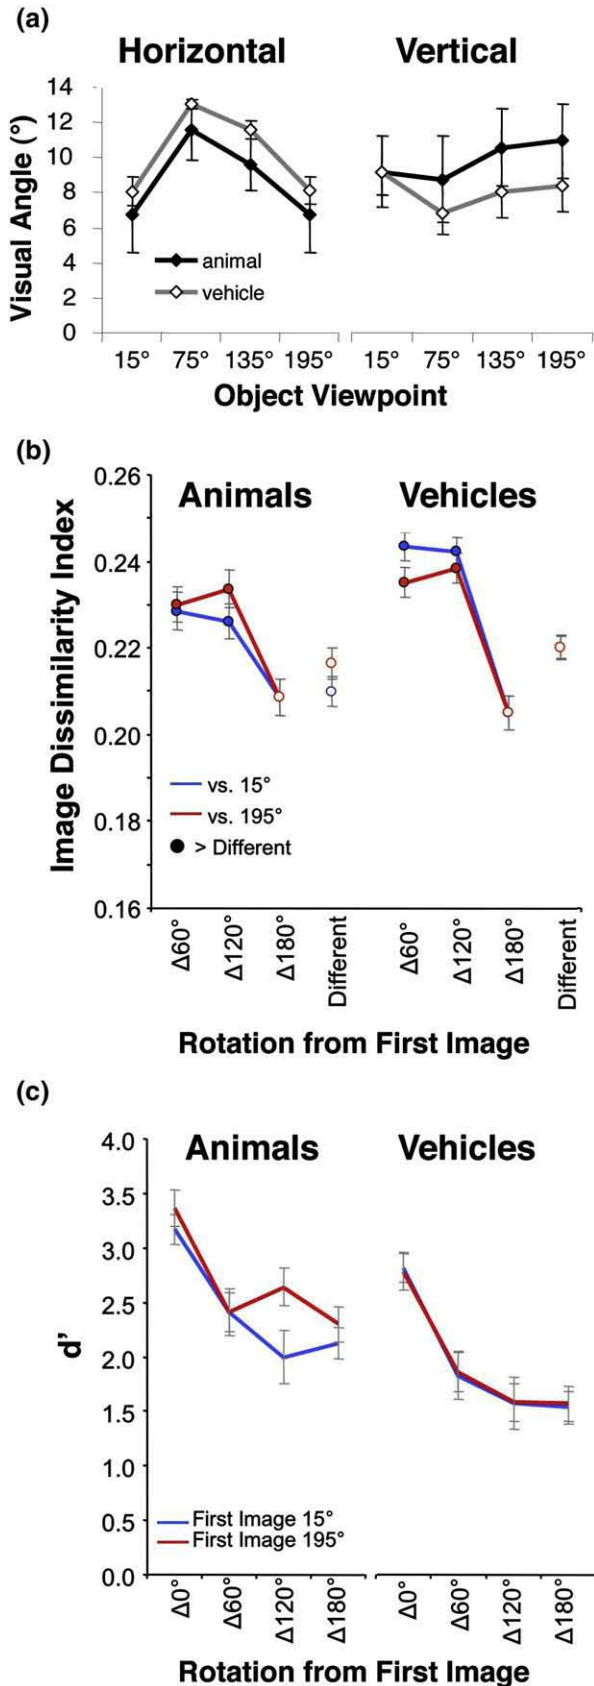 (a)
Horizontal Vertical
14
12
10
8
6
4
2
0
Visual Angle (°)
animal
vehicle
15° 75° 135° 195° 15° 75° 135° 195°
Object Viewpoint
(b)
0.26
0.24
0.22
0.20
0.18
0.16
Image Dissimilarity Index
Animals Vehicles
vs. 15°
vs. 195°
> Different
Δ60° Δ120° Δ180° Different Δ60° Δ120° Δ180° Different
Rotation from First Image
(c)
4.0
3.5
3.0
2.5
2.0
1.5
1.0
0.5
0.0
d'
Animals Vehicles
First Image 15°
First Image 195°
Δ0° Δ60° Δ120° Δ180° Δ0° Δ60° Δ120° Δ180°
Rotation from First Image